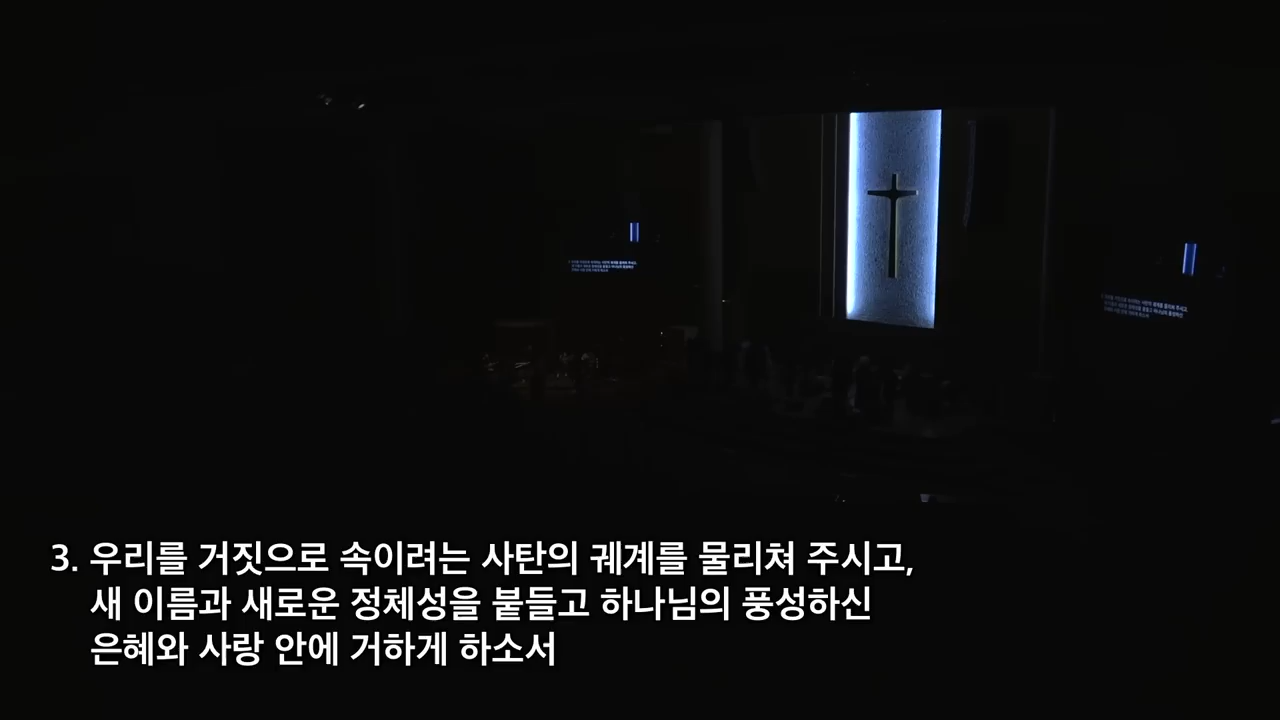 3. 우리를 거짓으로 속이려는 사탄의 궤계를 물리쳐 주시고,
새 이름과 새로운 정체성을 붙들고 하나님의 풍성하신
은혜와 사랑 안에 거하게 하소서